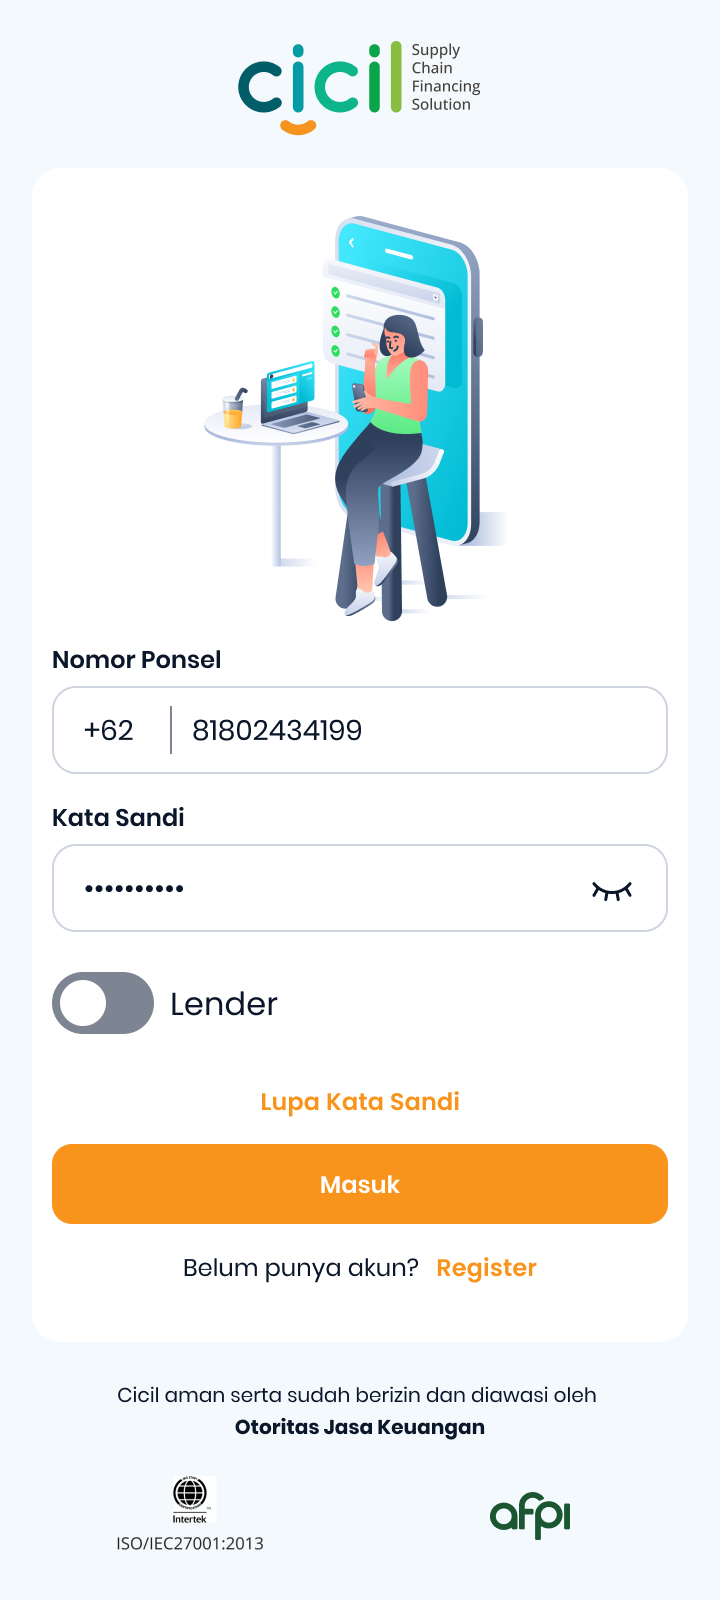 cicil
Supply
Chain
Financing
Solution
Nomor Ponsel
+62 81802434199
Kata Sandi
••••••••••
Lender
Lupa Kata Sandi
Masuk
Belum punya akun? Register
Cicil aman serta sudah berizin dan diawasi oleh
Otoritas Jasa Keuangan
Intertek
ISO/IEC27001:2013
afpi